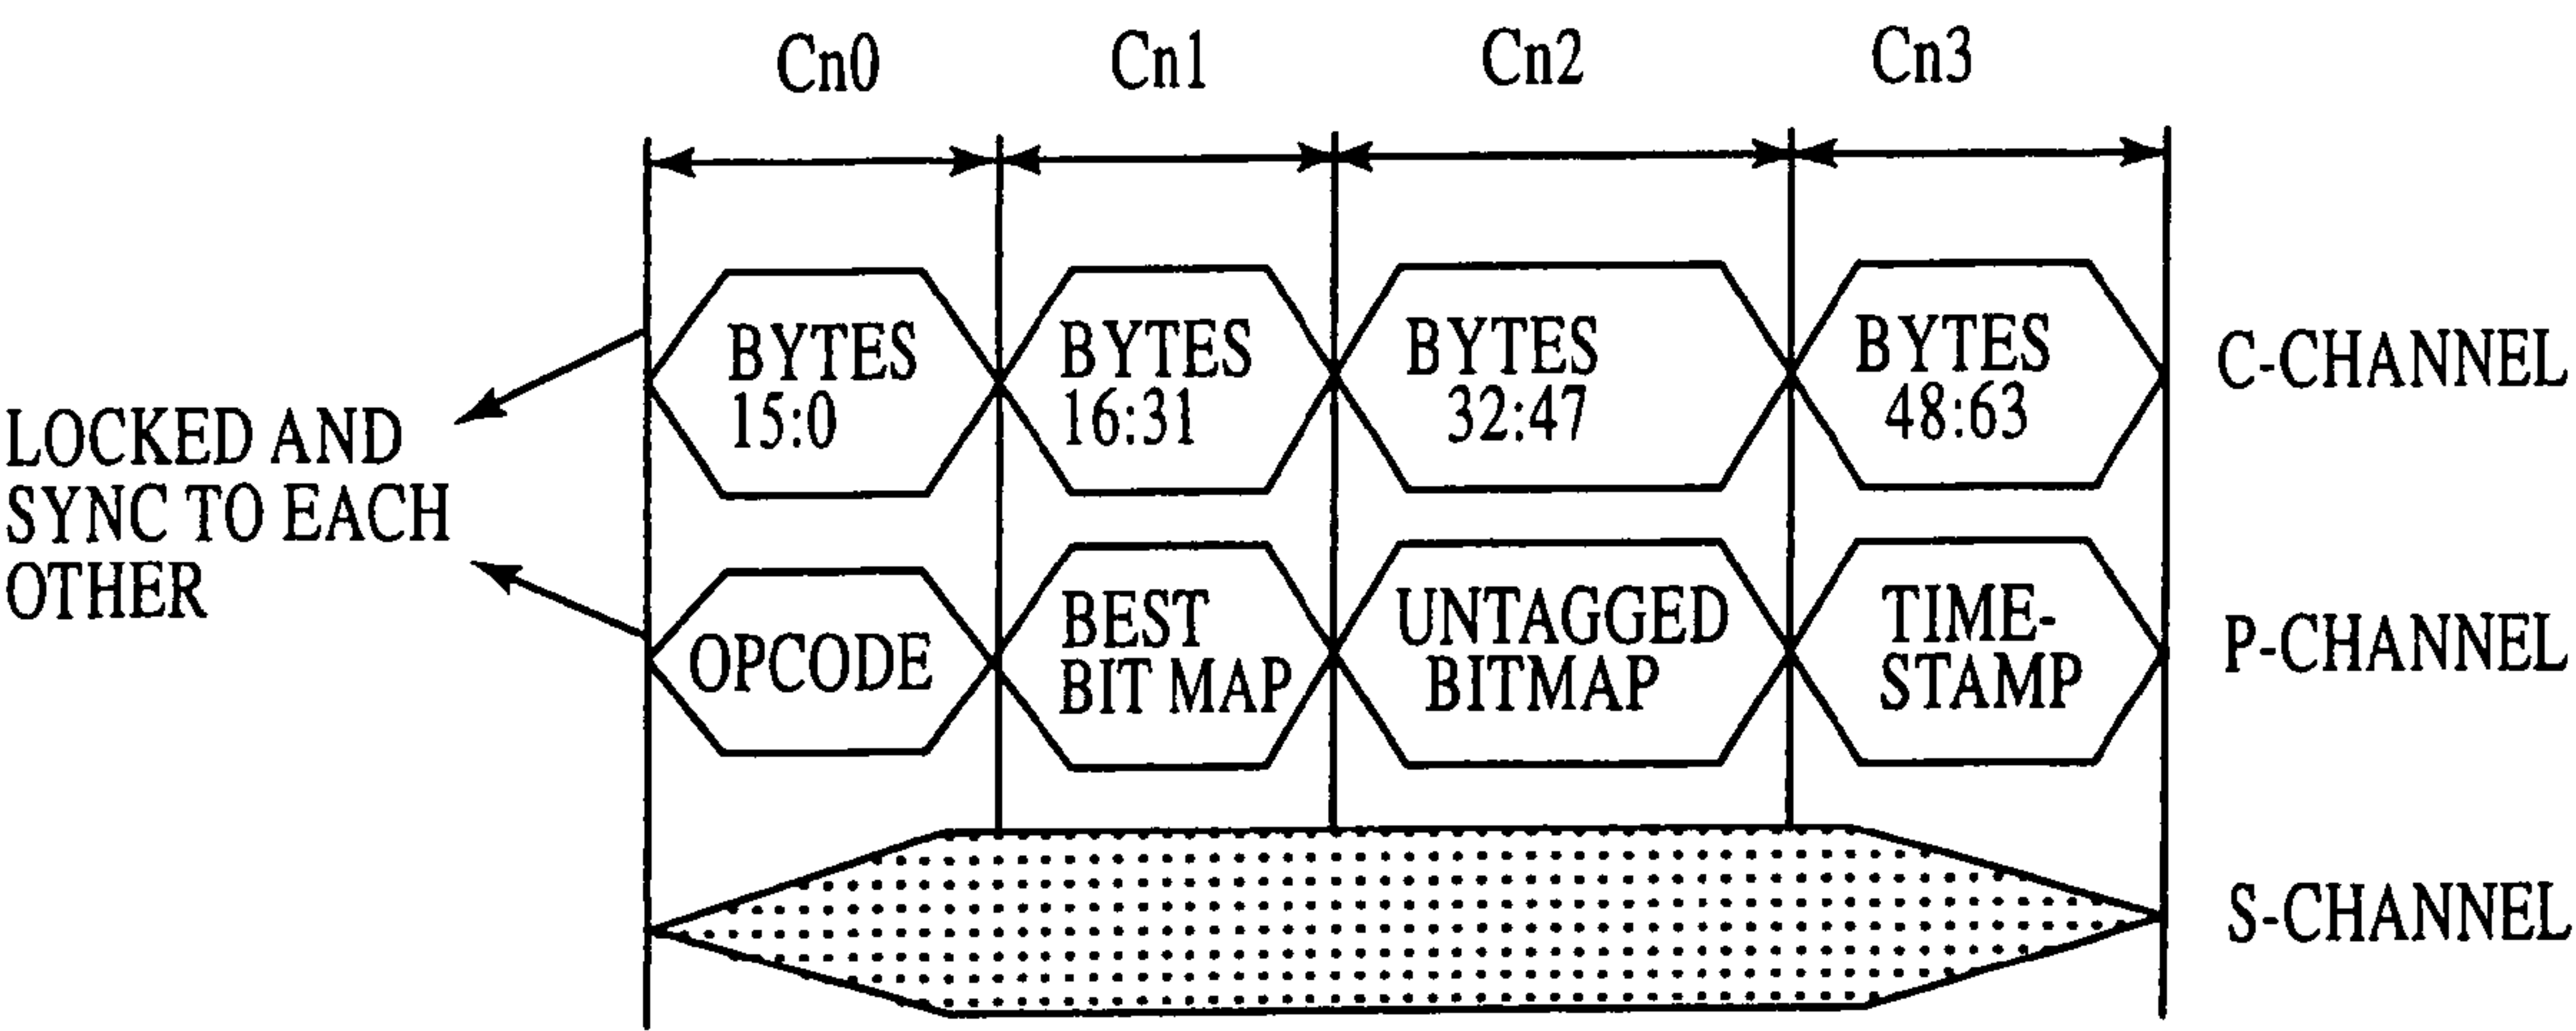 Cn0
Cn1
Cn2
Cn3
BYTES
15:0
BYTES
16:31
BYTES
32:47
BYTES
48:63
C-CHANNEL
LOCKED AND
SYNC TO EACH
OTHER
OPCODE
BEST
BIT MAP
UNTAGGED
BITMAP
TIME-
STAMP
P-CHANNEL
S-CHANNEL